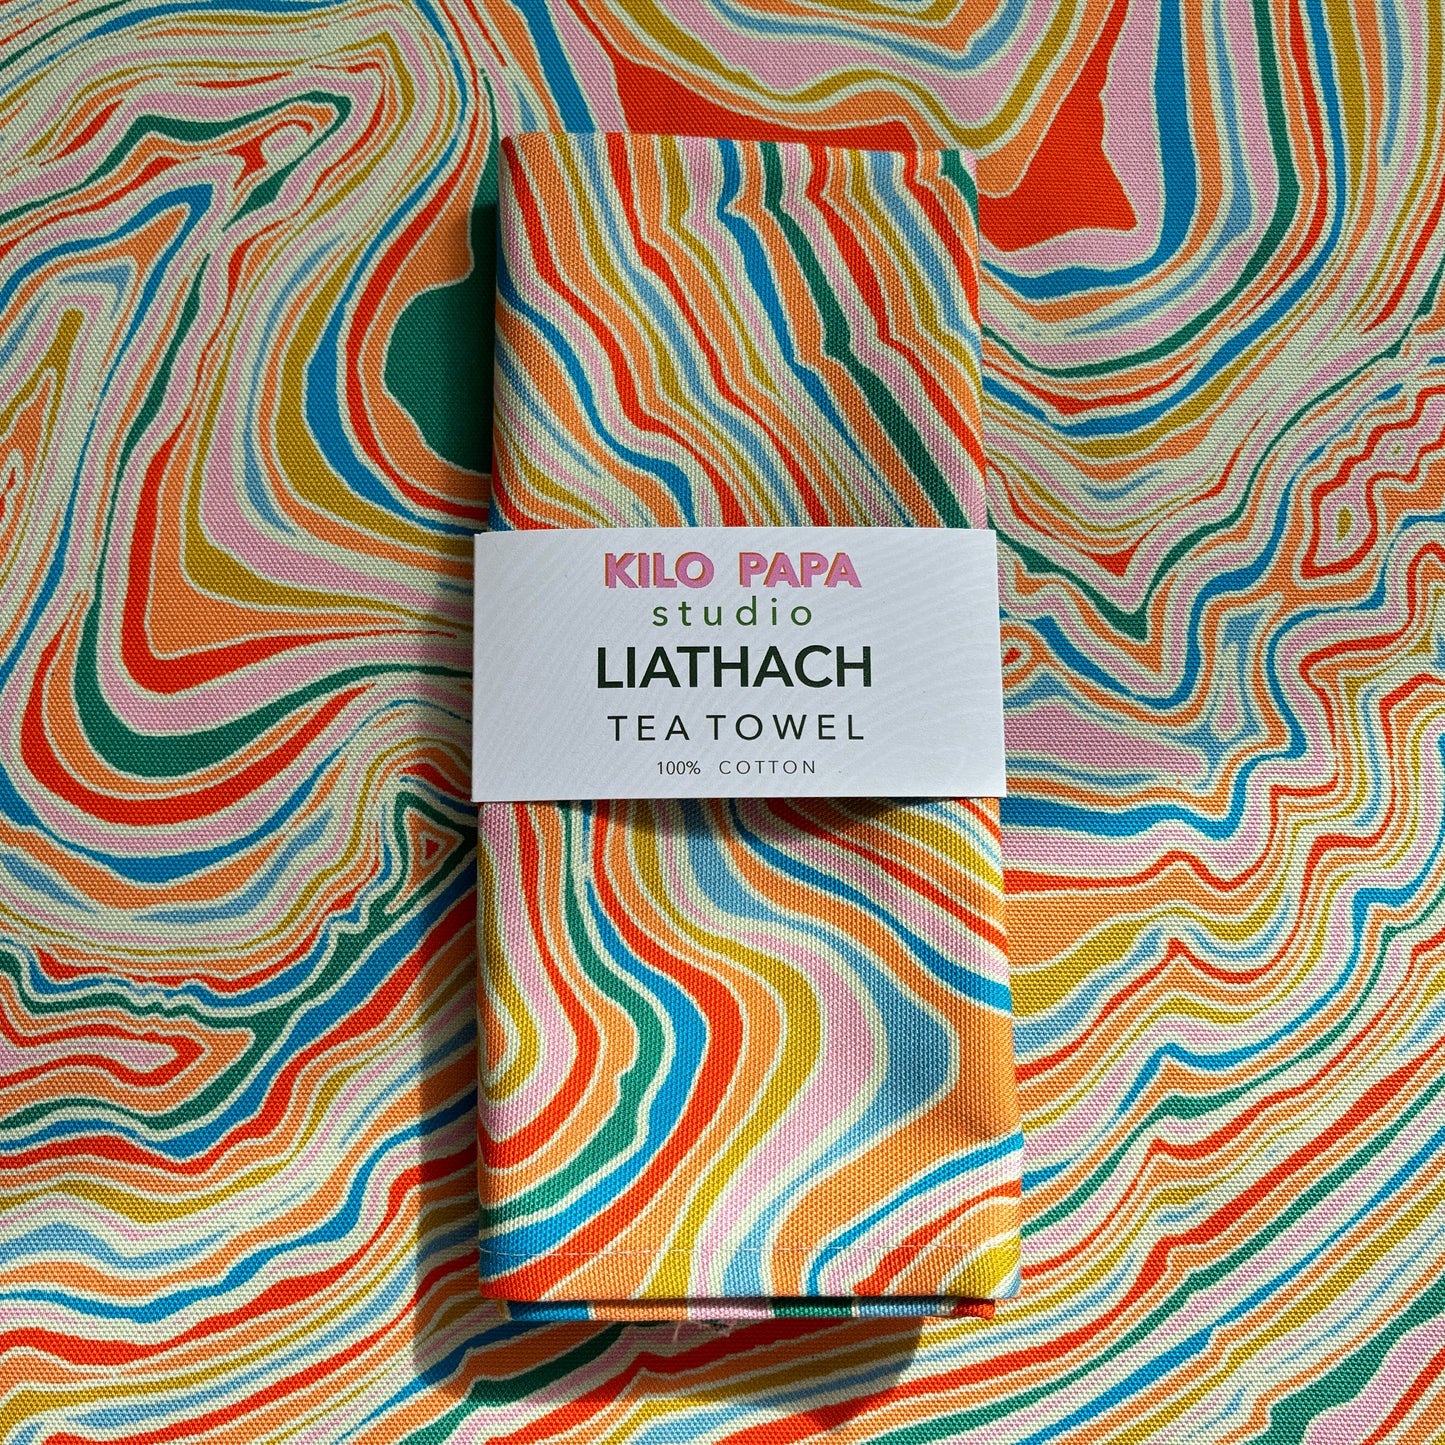 KILO PAPA
studio
LIATHACH
TEA TOWEL
100% COTTON